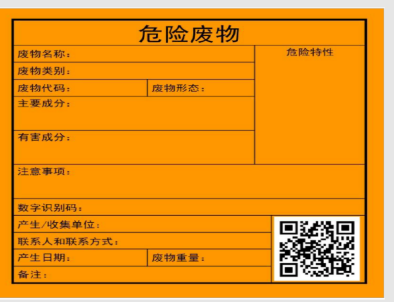 危险废物
废物名称：
危险特性
废物类别：
废物代码：
废物形态：
主要成分：
有害成分：
注意事项：
数字识别码：
产生/收集单位：
联系人和联系方式：
产生日期：
废物重量：
备注：